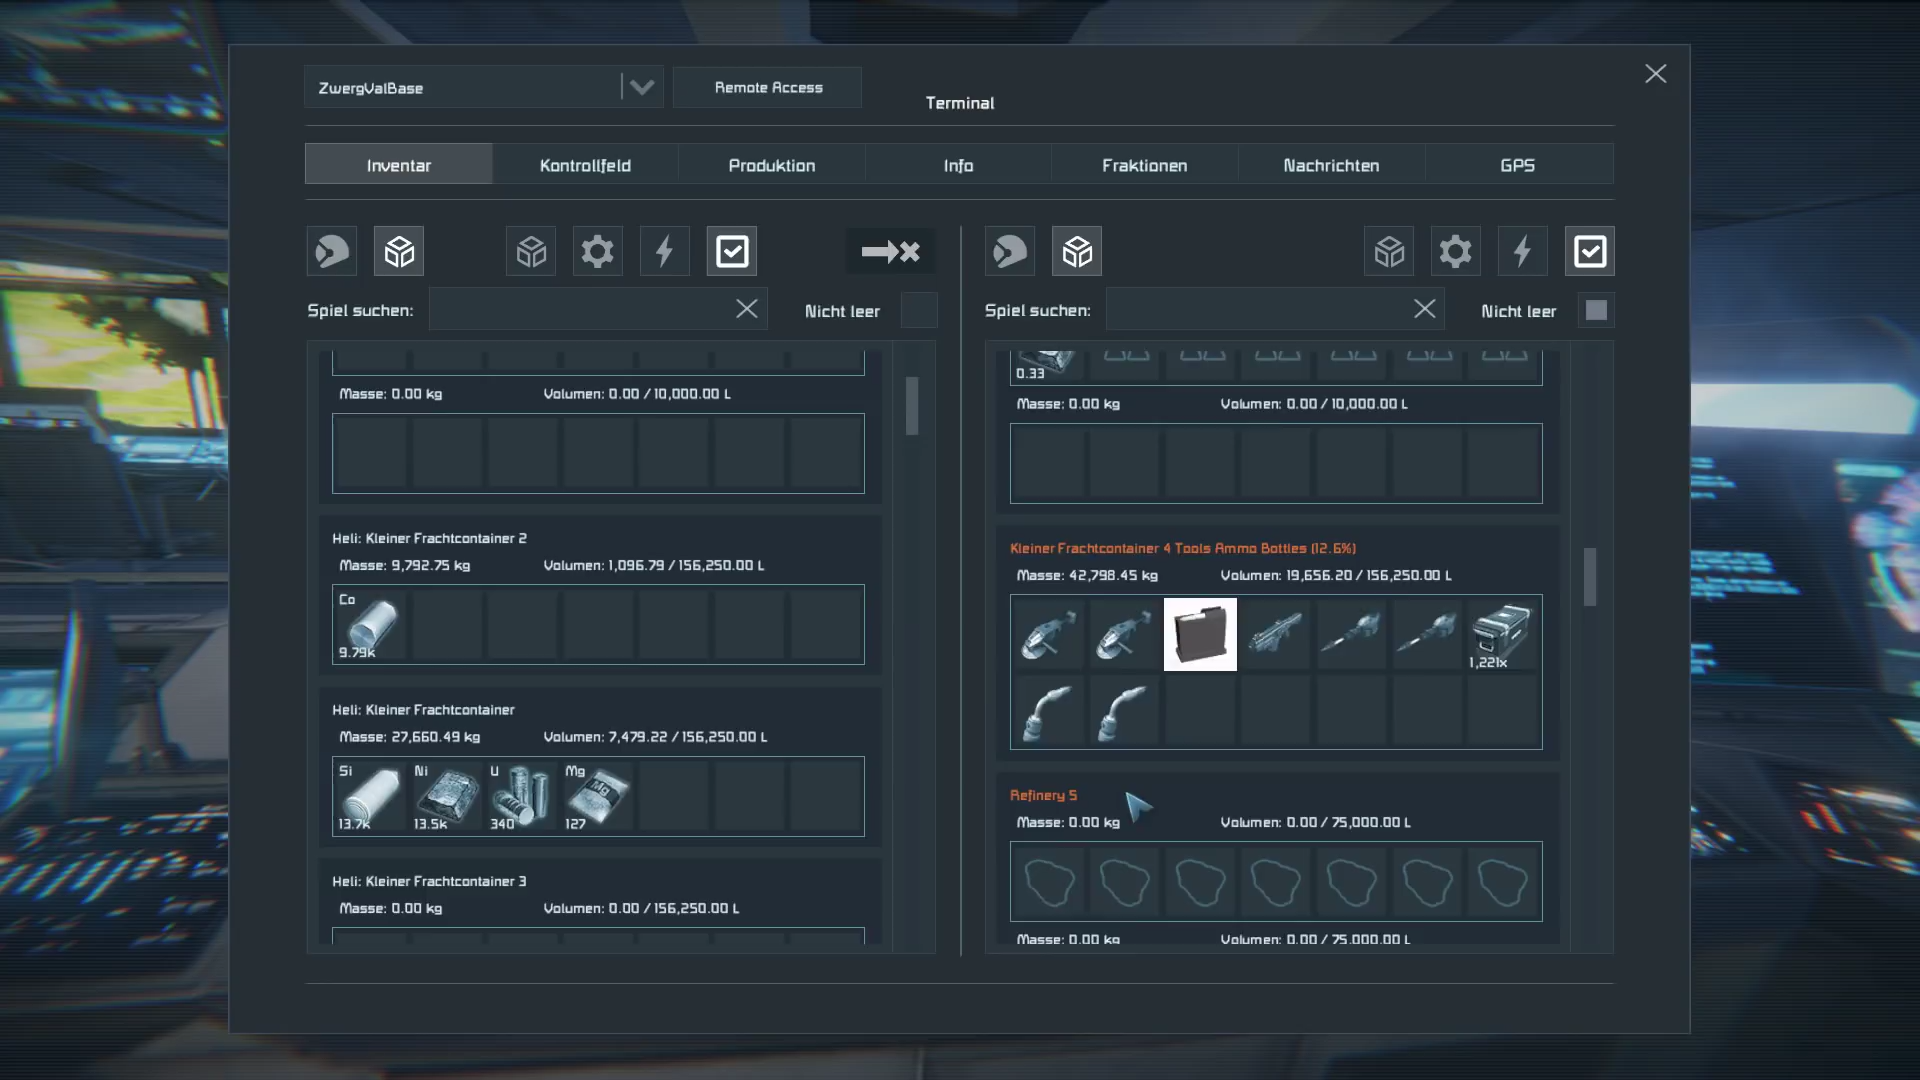 ZwergValBase
Remote Access
Terminal
Inventar
Kontrollfeld
Produktion
Info
Fraktionen
Nachrichten
GPS
Spiel suchen:
Nicht leer
Spiel suchen:
Nicht leer
Masse: 0.00 kg
Volumen: 0.00 / 10,000.00 L
Heli: Kleiner Frachtcontainer 2
Masse: 9,792.75 kg
Volumen: 1,096.79 / 156,250.00 L
Co
9.79k
Heli: Kleiner Frachtcontainer
Masse: 27,660.49 kg
Volumen: 7,479.22 / 156,250.00 L
Si
Ni
U
Mg
Mg
13.7k
13.5k
340
127
Heli: Kleiner Frachtcontainer 3
Masse: 0.00 kg
Volumen: 0.00 / 156,250.00 L
0.33
Masse: 0.00 kg
Volumen: 0.00 / 10,000.00 L
Kleiner Frachtcontainer 4 Tools Ammo Bottles (12.6%)
Masse: 42,798.45 kg
Volumen: 19,656.20 / 156,250.00 L
1,221x
Refinery 5
Masse: 0.00 kg
Volumen: 0.00 / 75,000.00 L
Masse: 0.00 kg
Volumen: 0.00 / 75,000.00 L